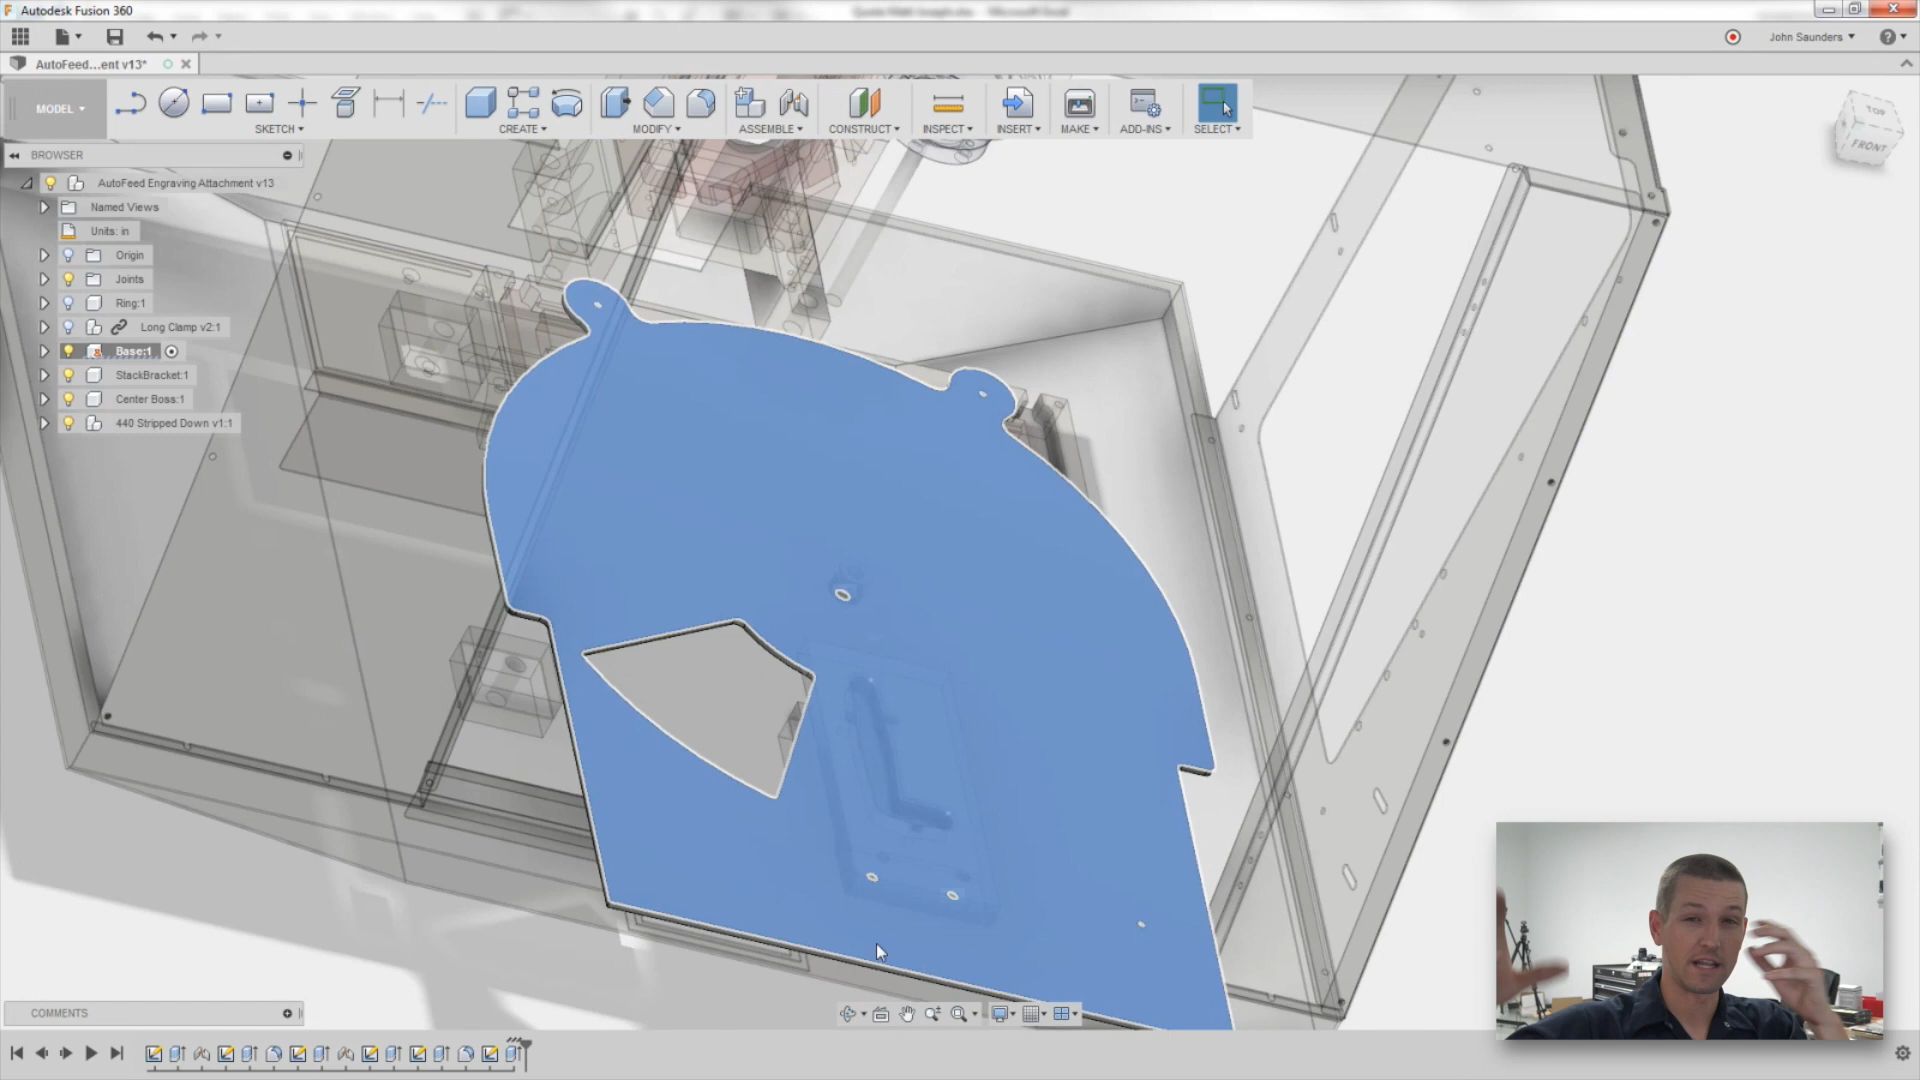 Autodesk Fusion 360
John Saunders
AutoFeed...ent v13*
MODEL
SKETCH
CREATE
MODIFY
ASSEMBLE
CONSTRUCT
INSPECT
INSERT
MAKE
ADD-INS
SELECT
TOP
FRONT
BROWSER
AutoFeed Engraving Attachment v13
Named Views
Units: in
Origin
Joints
Ring:1
Long Clamp v2:1
Base:1
StackBracket:1
Center Boss:1
440 Stripped Down v1:1
COMMENTS